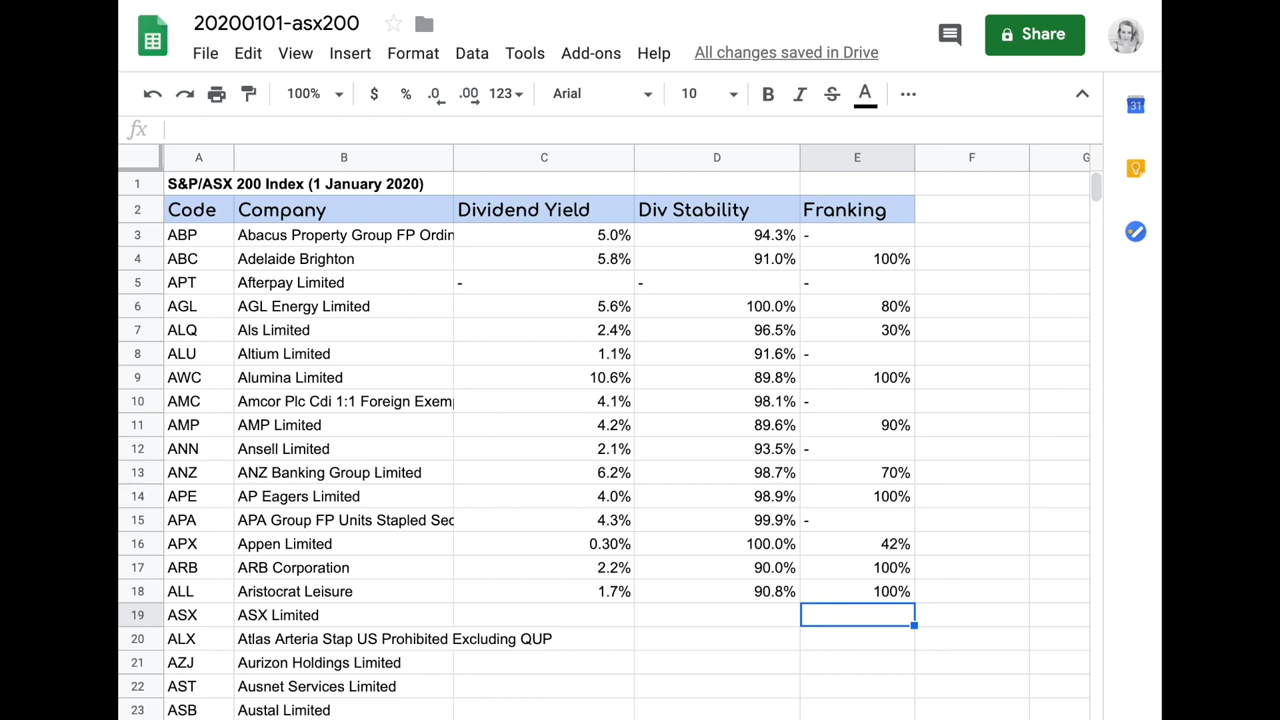 20200101-asx200
File Edit View Insert Format Data Tools Add-ons Help All changes saved in Drive
Share
100% $ % .0 .00 123 Arial 10 B I S A
31
fx
A B C D E F G
1 S&P/ASX 200 Index (1 January 2020)
2 Code Company Dividend Yield Div Stability Franking
3 ABP Abacus Property Group FP Ordin 5.0% 94.3% -
4 ABC Adelaide Brighton 5.8% 91.0% 100%
5 APT Afterpay Limited - - -
6 AGL AGL Energy Limited 5.6% 100.0% 80%
7 ALQ Als Limited 2.4% 96.5% 30%
8 ALU Altium Limited 1.1% 91.6% -
9 AWC Alumina Limited 10.6% 89.8% 100%
10 AMC Amcor Plc Cdi 1:1 Foreign Exemp 4.1% 98.1% -
11 AMP AMP Limited 4.2% 89.6% 90%
12 ANN Ansell Limited 2.1% 93.5% -
13 ANZ ANZ Banking Group Limited 6.2% 98.7% 70%
14 APE AP Eagers Limited 4.0% 98.9% 100%
15 APA APA Group FP Units Stapled Sec 4.3% 99.9% -
16 APX Appen Limited 0.30% 100.0% 42%
17 ARB ARB Corporation 2.2% 90.0% 100%
18 ALL Aristocrat Leisure 1.7% 90.8% 100%
19 ASX ASX Limited
20 ALX Atlas Arteria Stap US Prohibited Excluding QUP
21 AZJ Aurizon Holdings Limited
22 AST Ausnet Services Limited
23 ASB Austal Limited